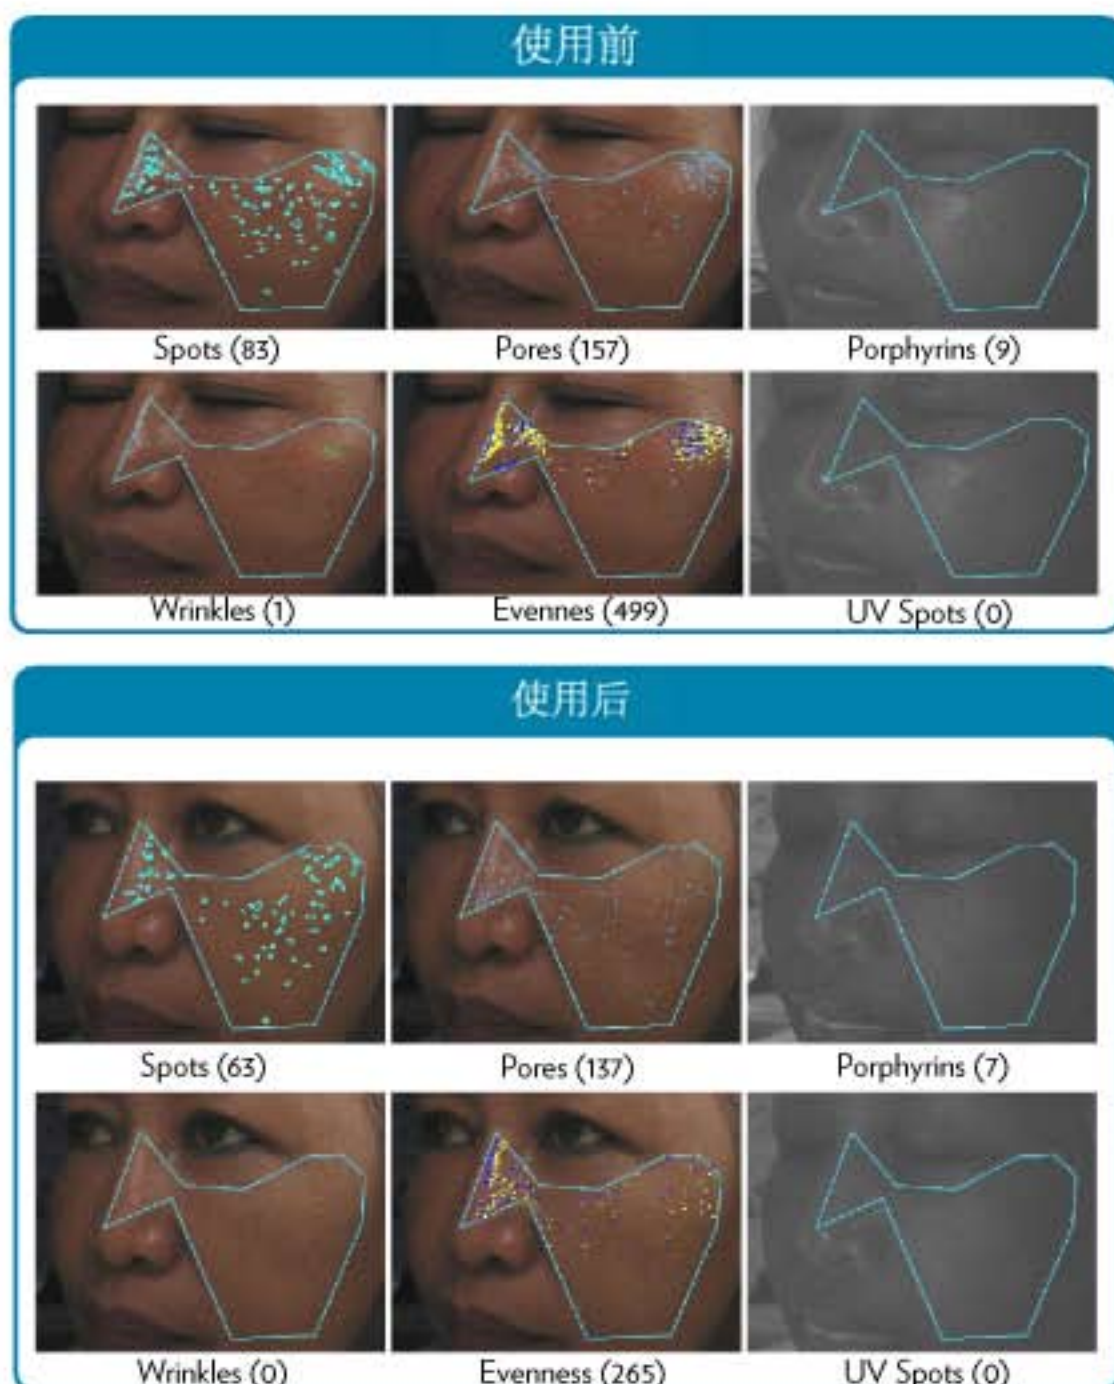 使用前
Spots (83) Pores (157) Porphyrins (9)
Wrinkles (1) Evennes (499) UV Spots (0)
使用后
Spots (63) Pores (137) Porphyrins (7)
Wrinkles (0) Evenness (265) UV Spots (0)